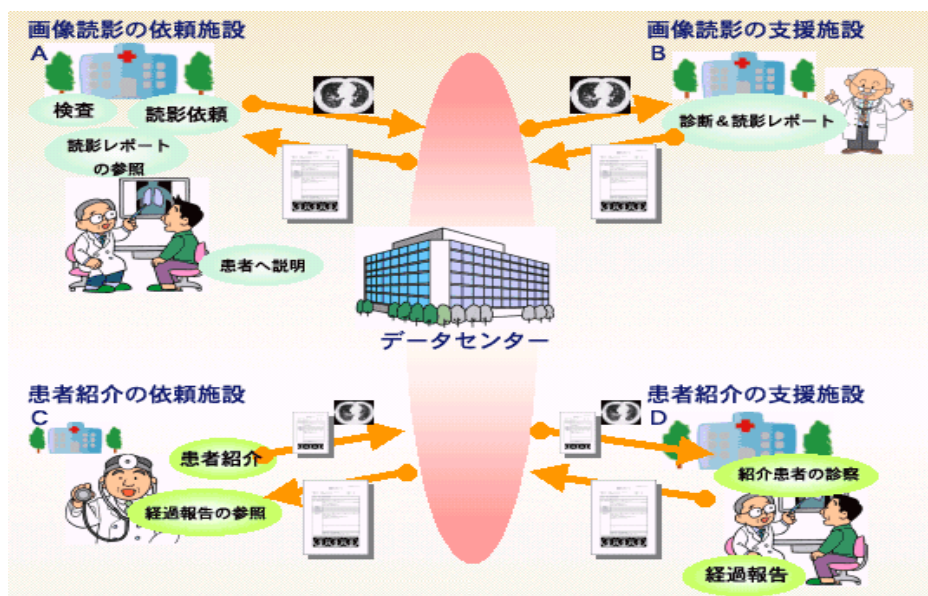 画像読影の依頼施設
A
検査
読影依頼
読影レポート
の参照
患者へ説明
画像読影の支援施設
B
診断&読影レポート
データセンター
患者紹介の依頼施設
C
患者紹介
経過報告の参照
患者紹介の支援施設
D
紹介患者の診察
経過報告